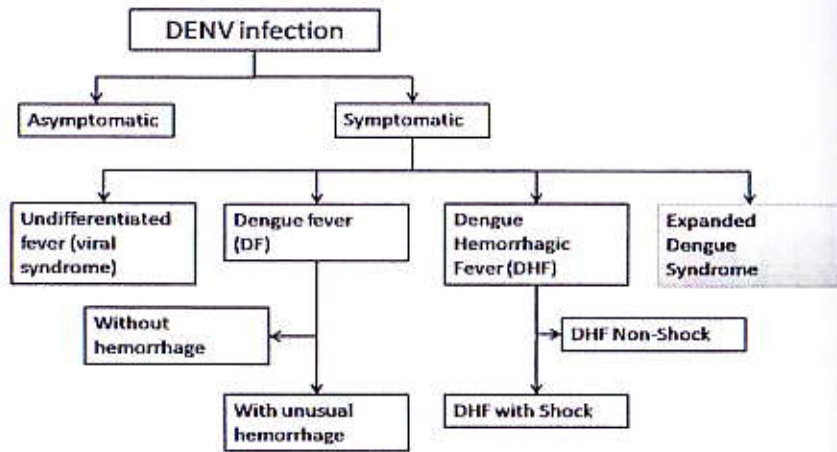 DENV infection
Asymptomatic
Symptomatic
Undifferentiated
fever (viral
syndrome)
Dengue fever
(DF)
Dengue
Hemorrhagic
Fever (DHF)
Expanded
Dengue
Syndrome
Without
hemorrhage
DHF Non-Shock
With unusual
hemorrhage
DHF with Shock